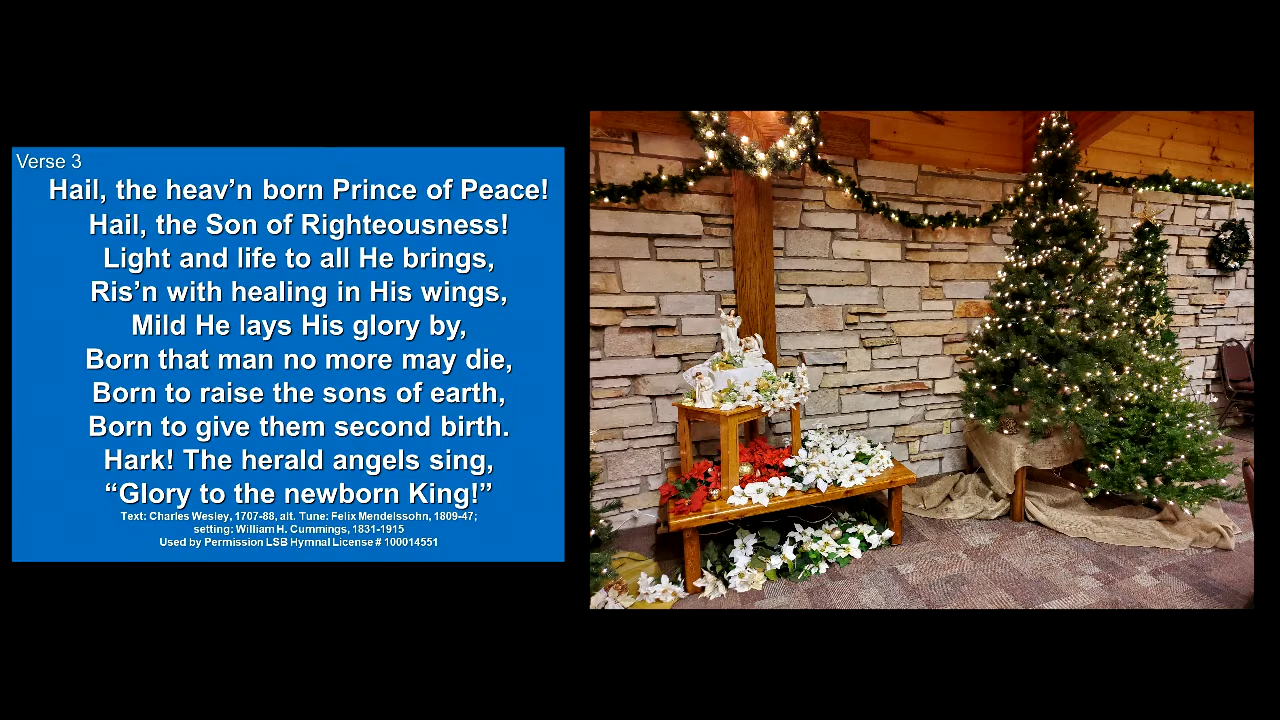 Verse 3
Hail, the heav’n born Prince of Peace!
Hail, the Son of Righteousness!
Light and life to all He brings,
Ris’n with healing in His wings,
Mild He lays His glory by,
Born that man no more may die,
Born to raise the sons of earth,
Born to give them second birth.
Hark! The herald angels sing,
“Glory to the newborn King!”
Text: Charles Wesley, 1707-88, alt. Tune: Felix Mendelssohn, 1809-47;
setting: William H. Cummings, 1831-1915
Used by Permission LSB Hymnal License # 100014551